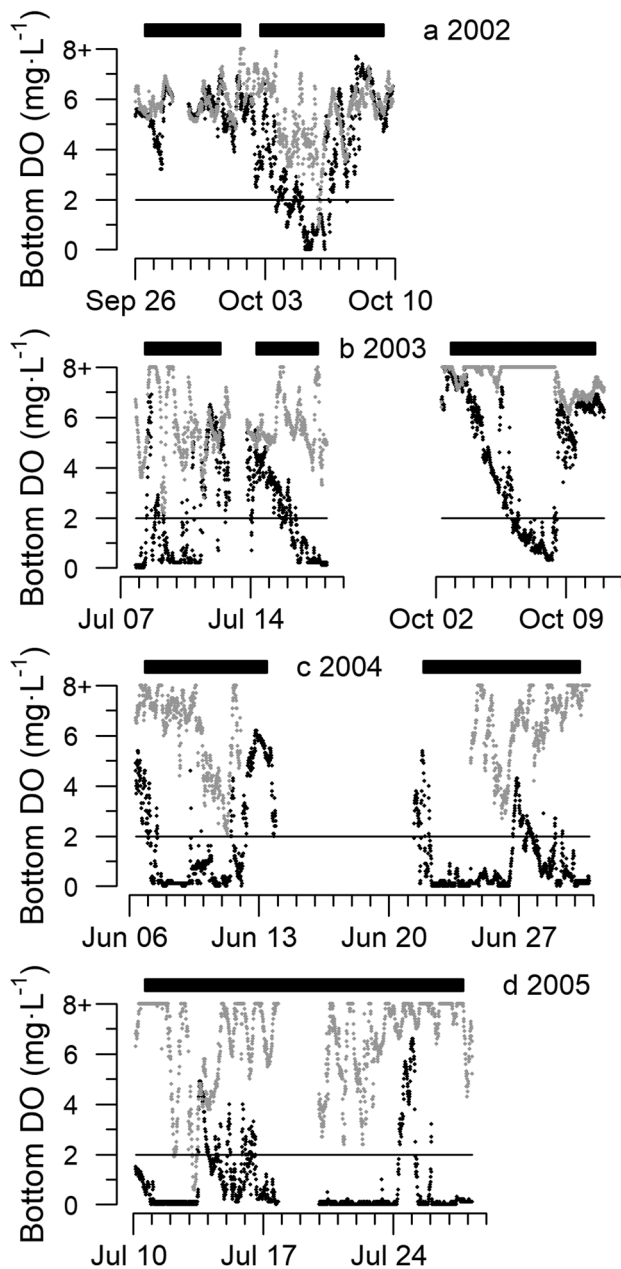 a 2002
Bottom DO (mg·L⁻¹)
8+
6
4
2
0
Sep 26 Oct 03 Oct 10
b 2003
Bottom DO (mg·L⁻¹)
8+
6
4
2
0
Jul 07 Jul 14 Oct 02 Oct 09
c 2004
Bottom DO (mg·L⁻¹)
8+
6
4
2
0
Jun 06 Jun 13 Jun 20 Jun 27
d 2005
Bottom DO (mg·L⁻¹)
8+
6
4
2
0
Jul 10 Jul 17 Jul 24